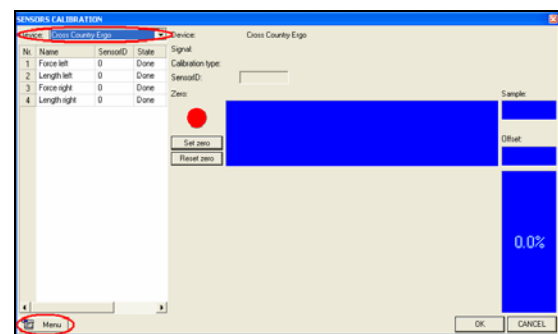 SENSORS CALIBRATION
Device: Cross County Ergo
Device: Cross County Ergo
Nr. Name SensorID State
1 Force left 0 Done
2 Length left 0 Done
3 Force right 0 Done
4 Length right 0 Done
Signal:
Calibration type:
SensorID:
Zero:
Set zero
Reset zero
Sample:
Offset:
0.0%
Menu
OK
CANCEL